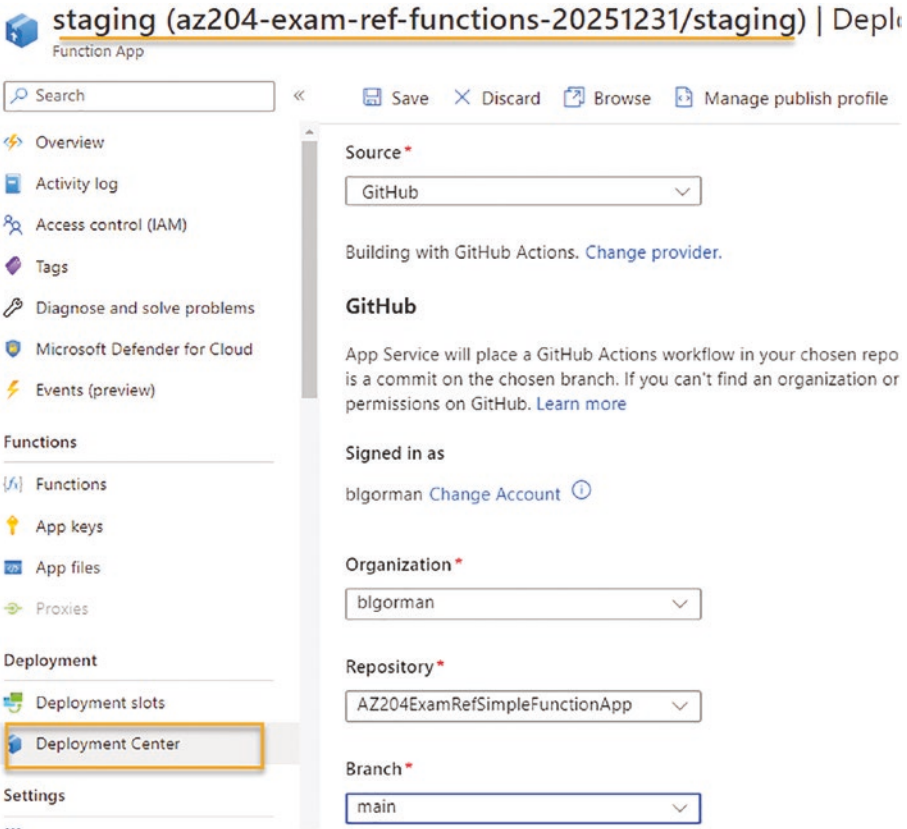 staging (az204-exam-ref-functions-20251231/staging) | Depl
Function App
Search
«
Save
Discard
Browse
Manage publish profile
Overview
Activity log
Access control (IAM)
Tags
Diagnose and solve problems
Microsoft Defender for Cloud
Events (preview)
Functions
Functions
App keys
App files
Proxies
Deployment
Deployment slots
Deployment Center
Settings
Source *
GitHub
Building with GitHub Actions. Change provider.
GitHub
App Service will place a GitHub Actions workflow in your chosen repo
is a commit on the chosen branch. If you can't find an organization or
permissions on GitHub. Learn more
Signed in as
blgorman Change Account
Organization *
blgorman
Repository *
AZ204ExamRefSimpleFunctionApp
Branch *
main